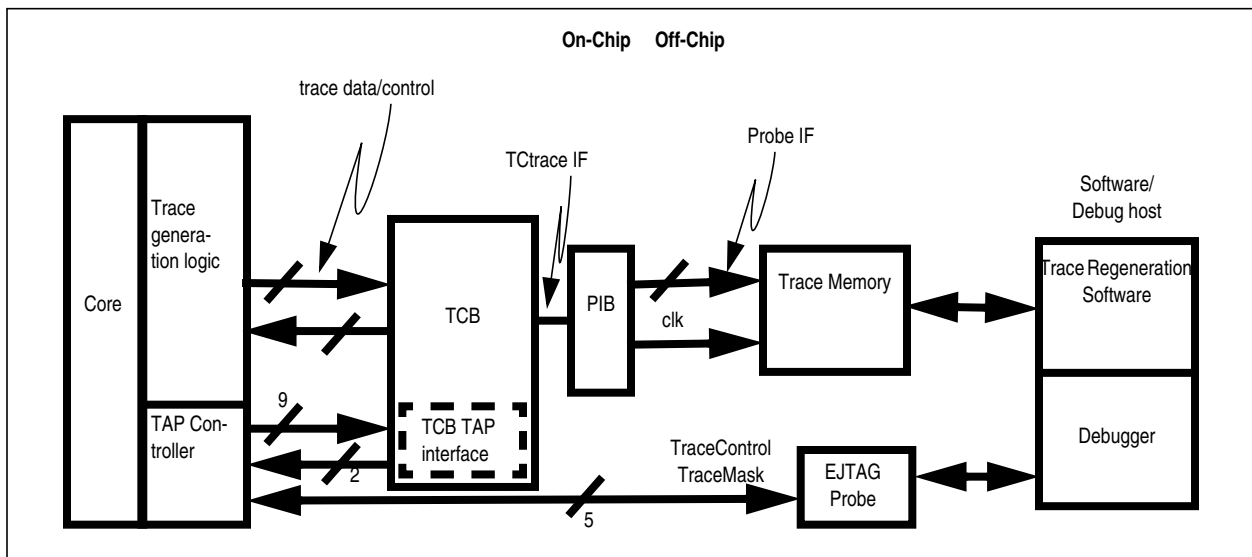 On-Chip Off-Chip
trace data/control
TCtrace IF
Probe IF
Software/
Debug host
Core
Trace
genera-
tion logic
TCB
PIB
clk
Trace Memory
Trace Regeneration
Software
9
TAP Con-
troller
TCB TAP
interface
2
5
TraceControl
TraceMask
EJTAG
Probe
Debugger